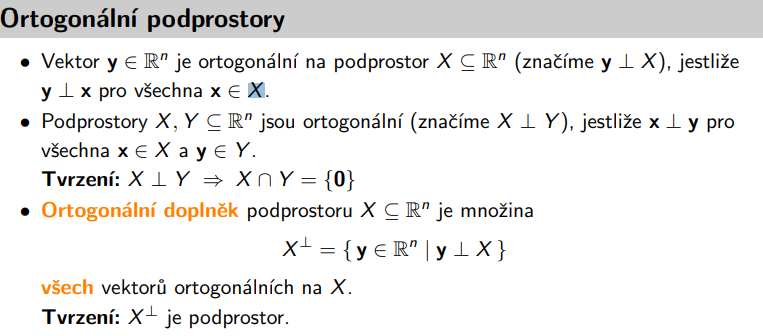 Ortogonální podprostory
• Vektor y ∈ ℝⁿ je ortogonální na podprostor X ⊆ ℝⁿ (značíme y ⊥ X), jestliže
y ⊥ x pro všechna x ∈ X.
• Podprostory X, Y ⊆ ℝⁿ jsou ortogonální (značíme X ⊥ Y), jestliže x ⊥ y pro
všechna x ∈ X a y ∈ Y.
Tvrzení: X ⊥ Y ⇒ X ∩ Y = {0}
• Ortogonální doplněk podprostoru X ⊆ ℝⁿ je množina
X^⊥ = { y ∈ ℝⁿ | y ⊥ X }
všech vektorů ortogonálních na X.
Tvrzení: X^⊥ je podprostor.